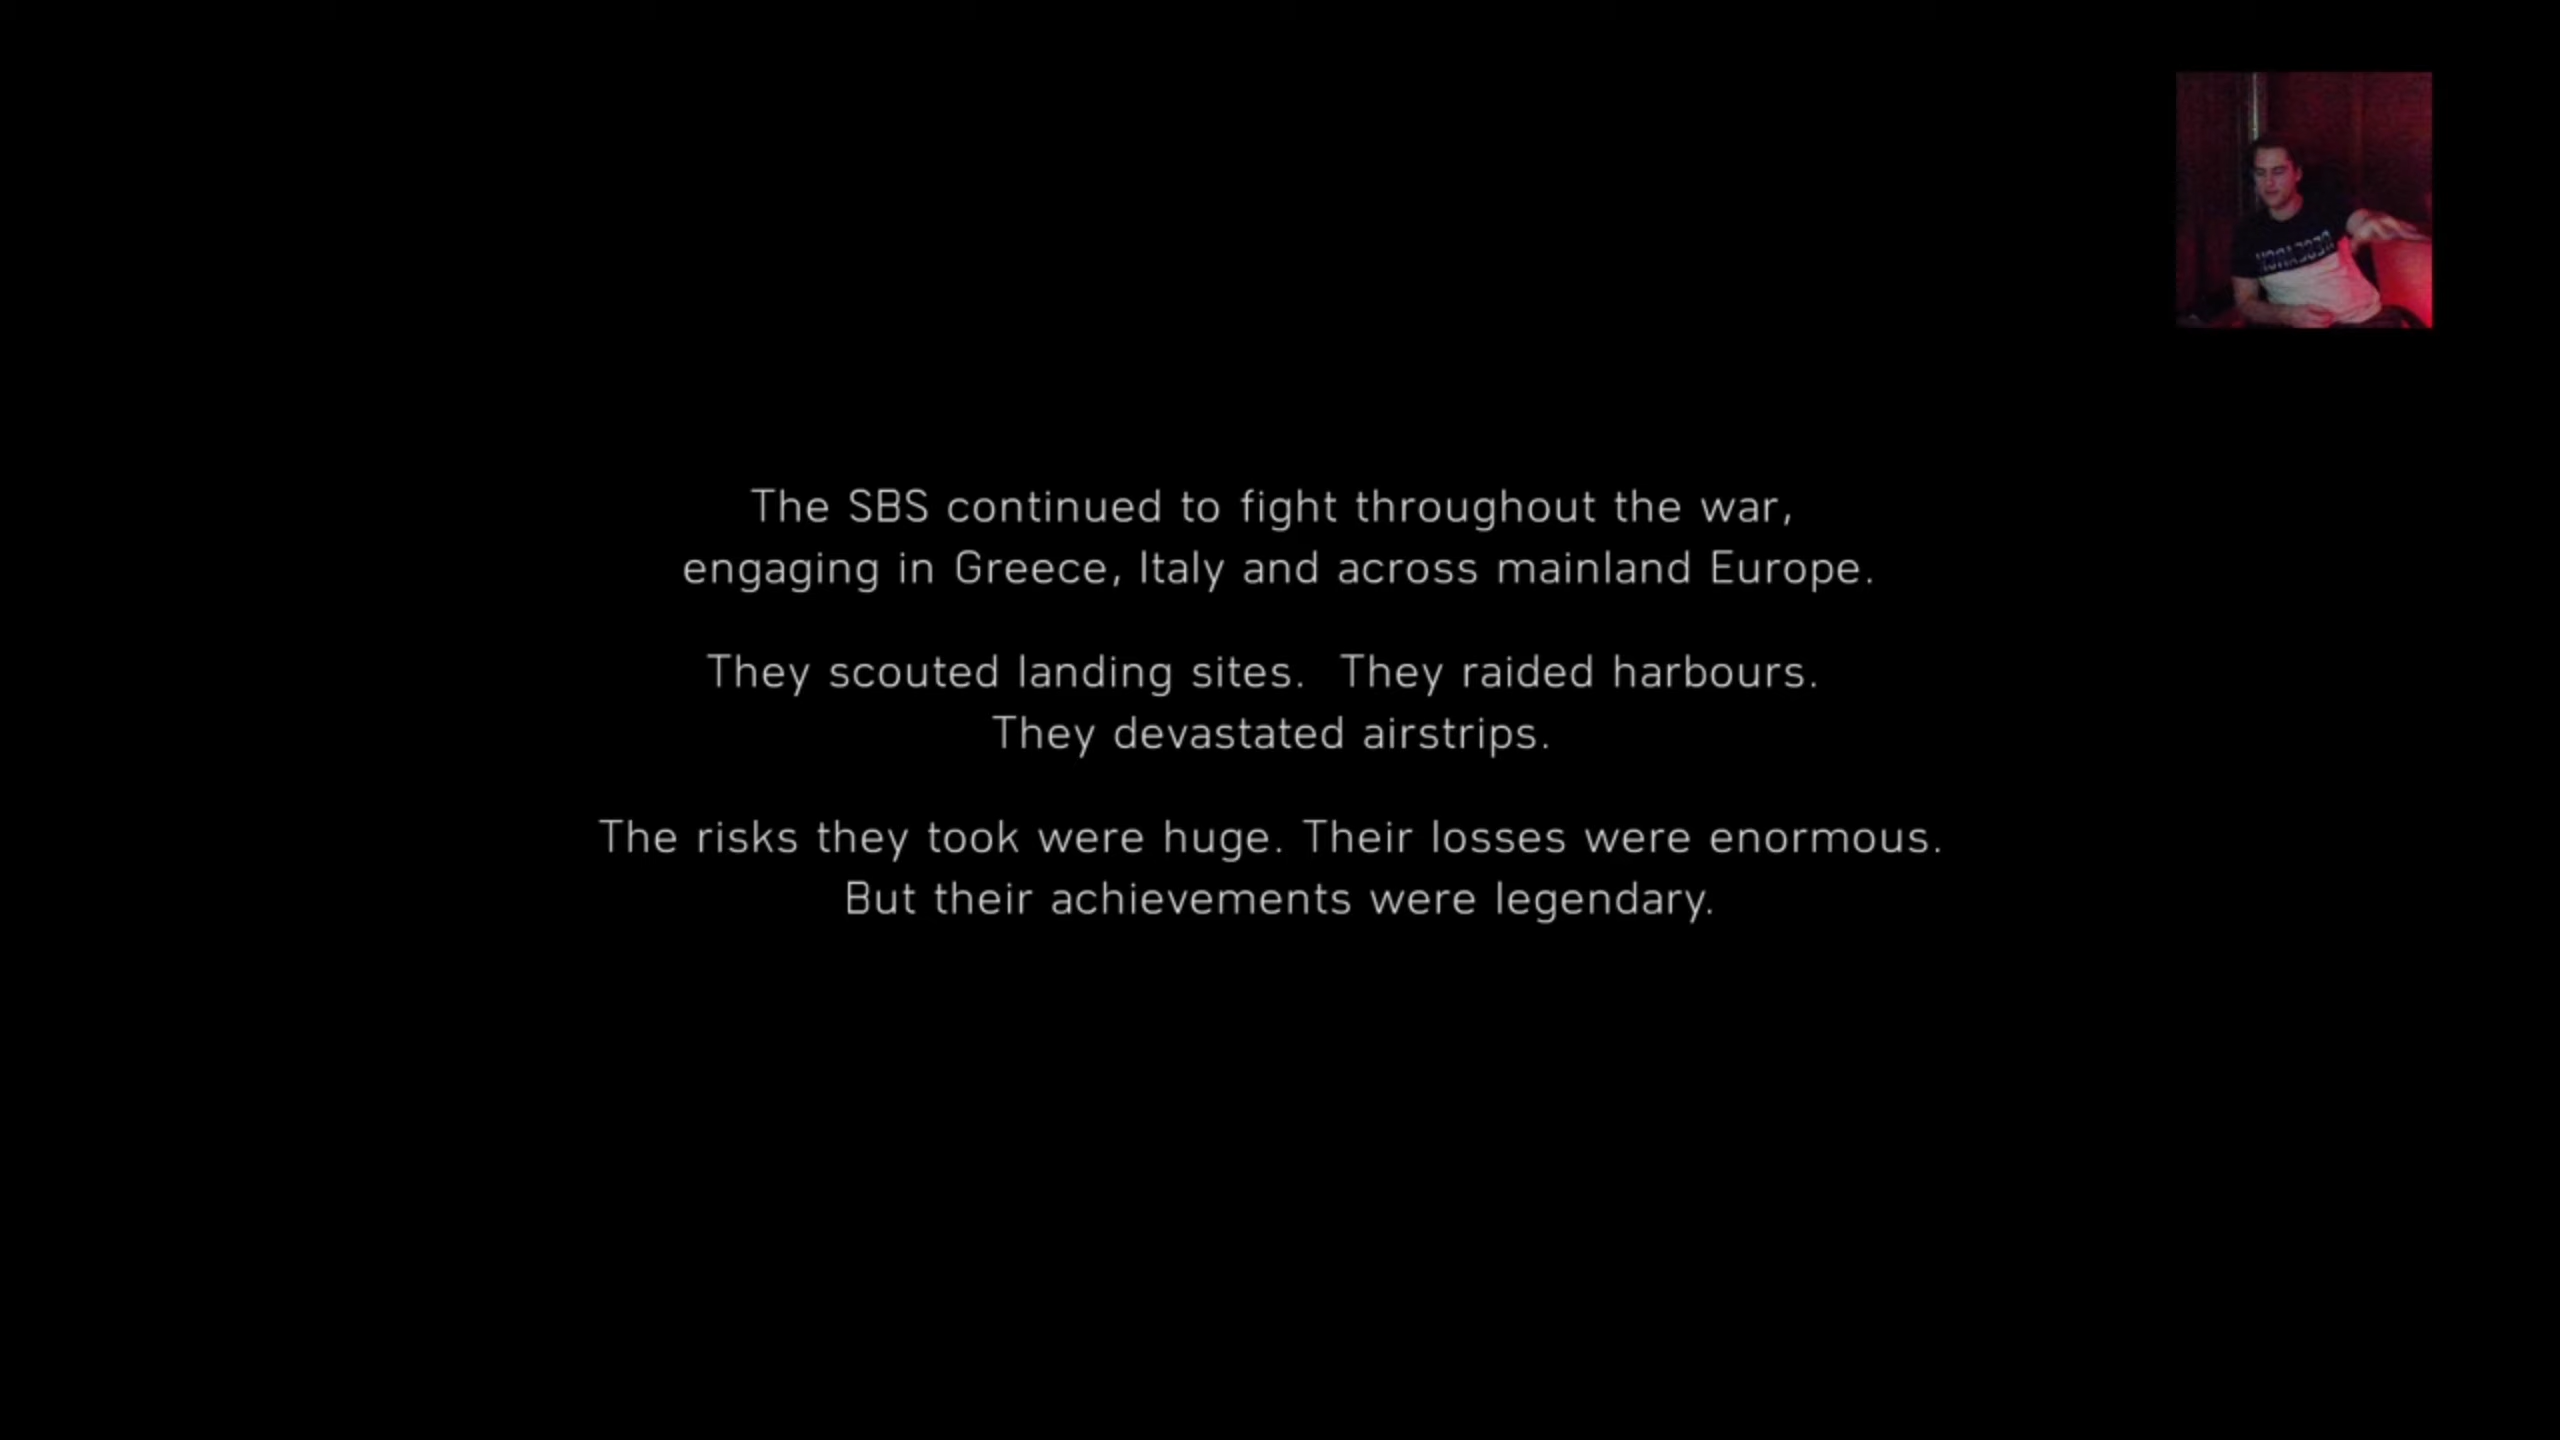 The SBS continued to fight throughout the war,
engaging in Greece, Italy and across mainland Europe.
They scouted landing sites.  They raided harbours.
They devastated airstrips.
The risks they took were huge. Their losses were enormous.
But their achievements were legendary.